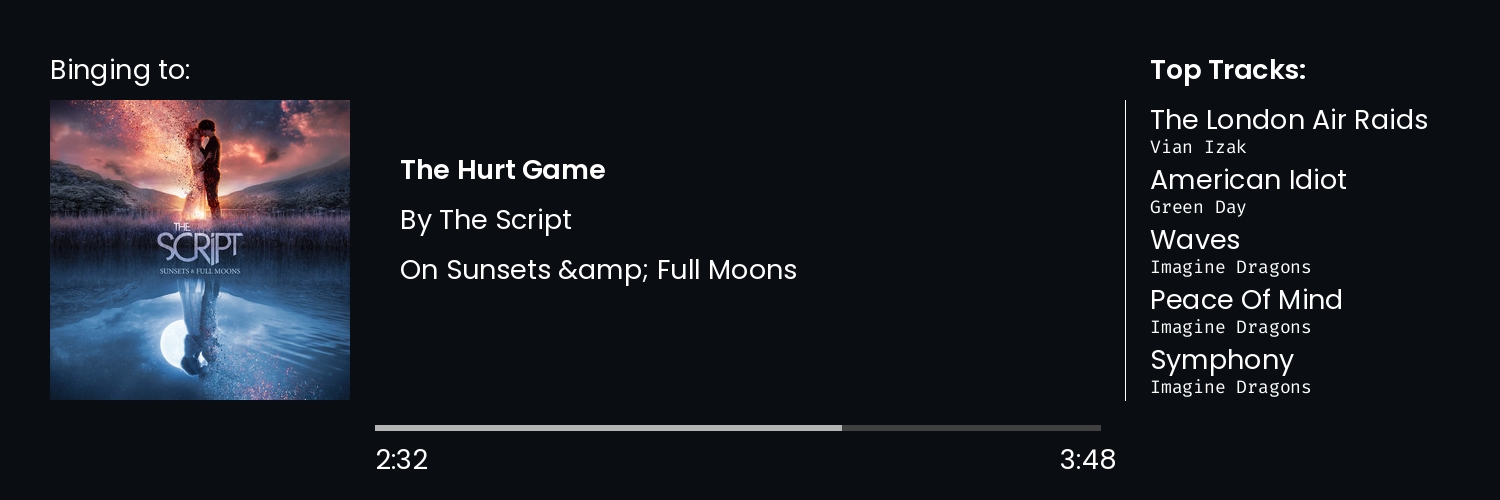 Binging to:
THE
SCRIPT
SUNSETS & FULL MOONS
The Hurt Game
By The Script
On Sunsets &amp; Full Moons
2:32
3:48
Top Tracks:
The London Air Raids
Vian Izak
American Idiot
Green Day
Waves
Imagine Dragons
Peace Of Mind
Imagine Dragons
Symphony
Imagine Dragons